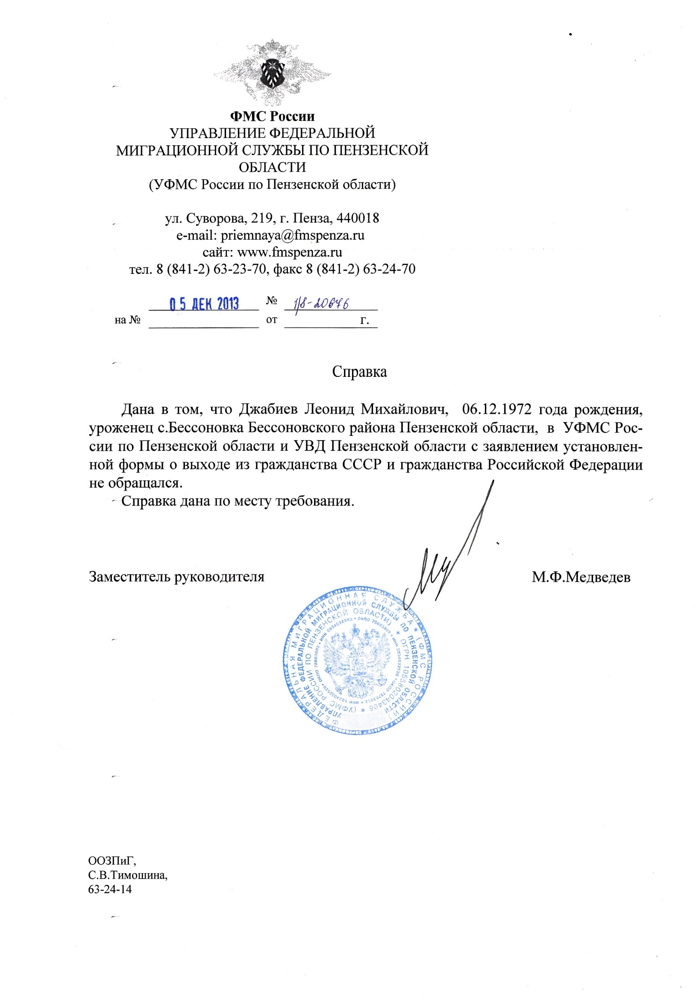 ФМС России
УПРАВЛЕНИЕ ФЕДЕРАЛЬНОЙ
МИГРАЦИОННОЙ СЛУЖБЫ ПО ПЕНЗЕНСКОЙ
ОБЛАСТИ
(УФМС России по Пензенской области)
ул. Суворова, 219, г. Пенза, 440018
e-mail: priemnaya@fmspenza.ru
сайт: www.fmspenza.ru
тел. 8 (841-2) 63-23-70, факс 8 (841-2) 63-24-70
05 ДЕК 2013 № 1/8-20676
на № от г.
Справка
Дана в том, что Джабиев Леонид Михайлович, 06.12.1972 года рождения,
уроженец с.Бессоновка Бессоновского района Пензенской области, в УФМС Рос-
сии по Пензенской области и УВД Пензенской области с заявлением установлен-
ной формы о выходе из гражданства СССР и гражданства Российской Федерации
не обращался.
Справка дана по месту требования.
Заместитель руководителя М.Ф.Медведев
ФЕДЕРАЛЬНАЯ МИГРАЦИОННАЯ СЛУЖБА * (ФМС РОССИИ)
УПРАВЛЕНИЕ ФЕДЕРАЛЬНОЙ МИГРАЦИОННОЙ СЛУЖБЫ ПО ПЕНЗЕНСКОЙ ОБЛАСТИ
* (УФМС РОССИИ ПО ПЕНЗЕНСКОЙ ОБЛАСТИ) * ОГРН 1055802043406
ООЗПиГ,
С.В.Тимошина,
63-24-14